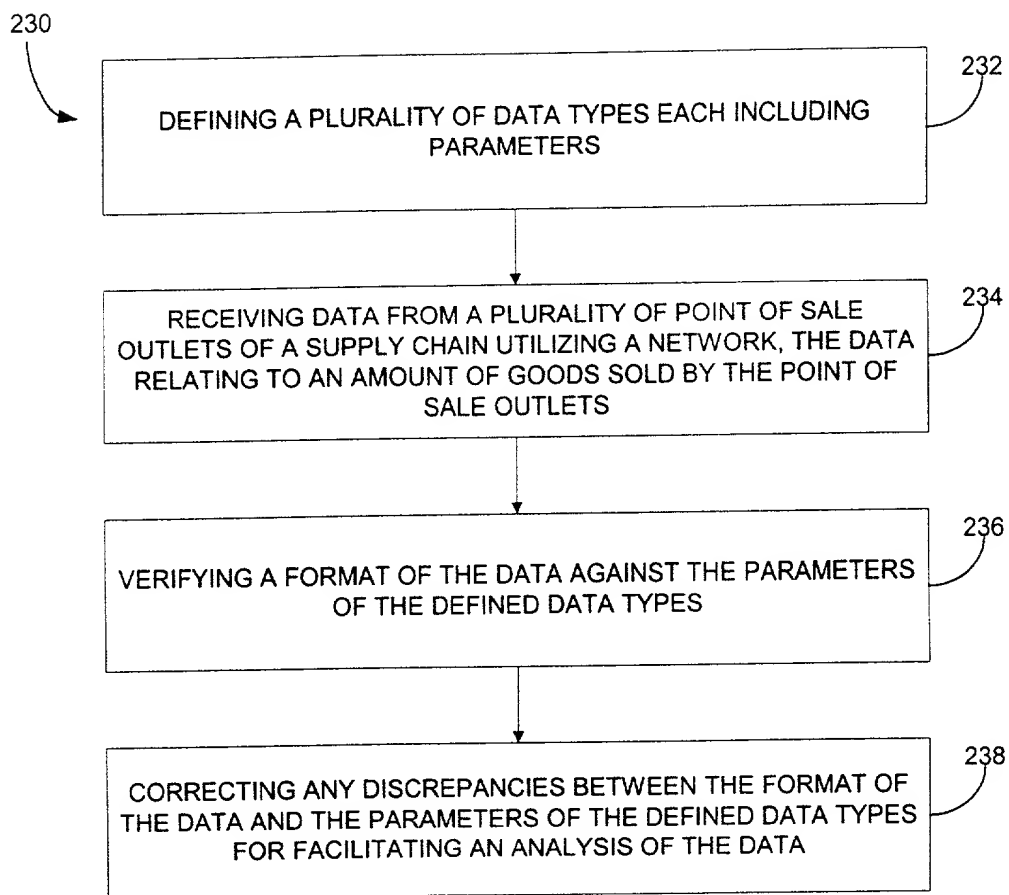 230
232
DEFINING A PLURALITY OF DATA TYPES EACH INCLUDING
PARAMETERS
234
RECEIVING DATA FROM A PLURALITY OF POINT OF SALE
OUTLETS OF A SUPPLY CHAIN UTILIZING A NETWORK, THE DATA
RELATING TO AN AMOUNT OF GOODS SOLD BY THE POINT OF
SALE OUTLETS
236
VERIFYING A FORMAT OF THE DATA AGAINST THE PARAMETERS
OF THE DEFINED DATA TYPES
238
CORRECTING ANY DISCREPANCIES BETWEEN THE FORMAT OF
THE DATA AND THE PARAMETERS OF THE DEFINED DATA TYPES
FOR FACILITATING AN ANALYSIS OF THE DATA